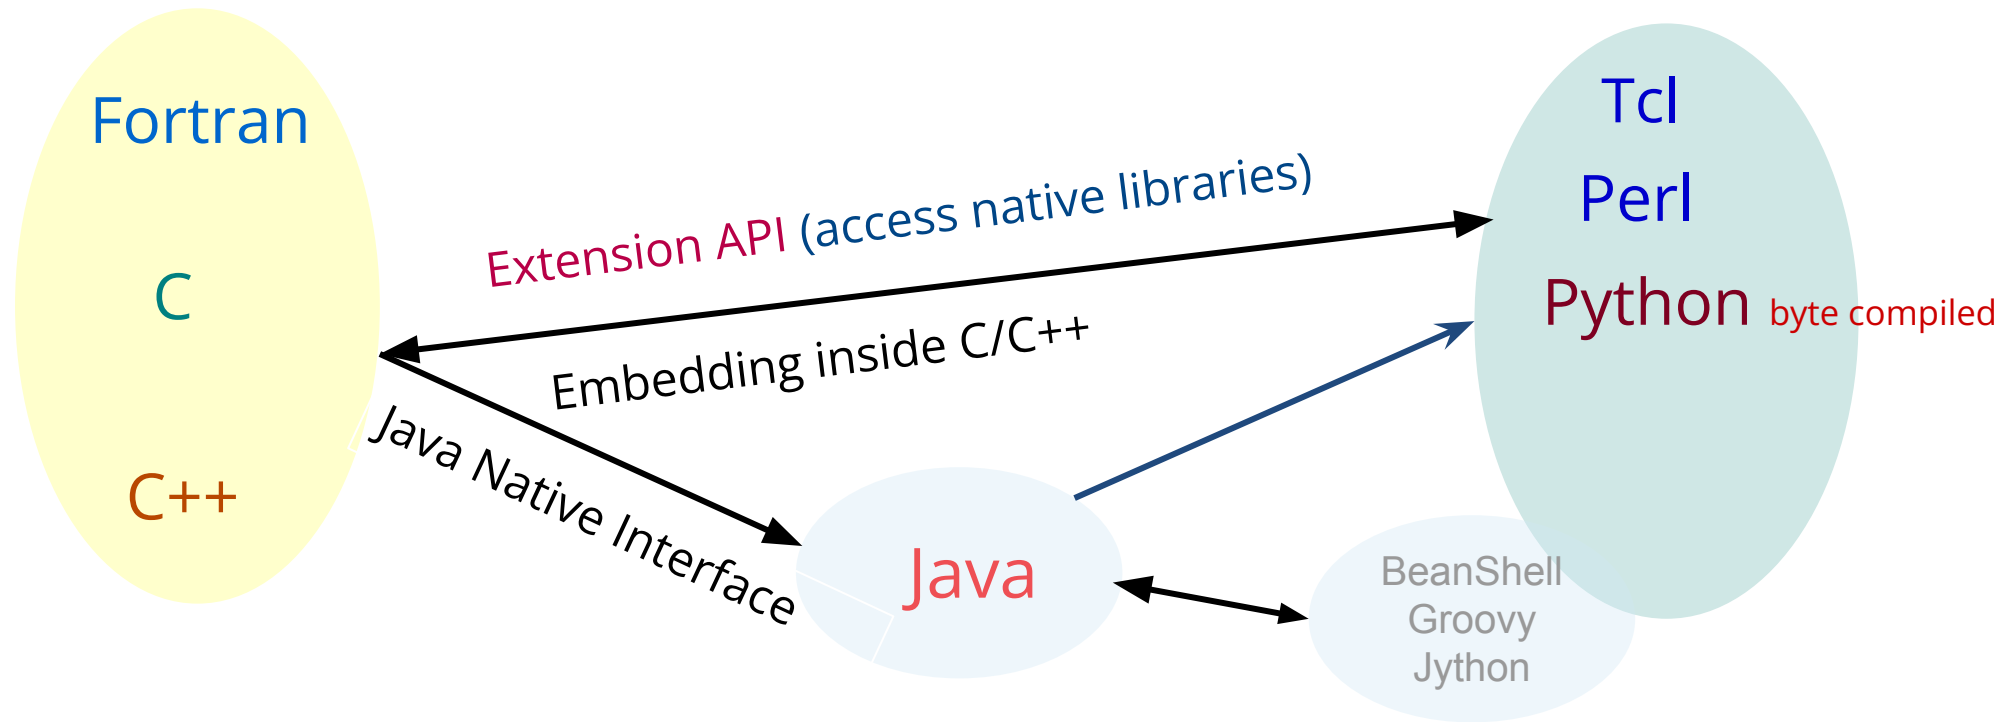 Fortran
C
C++
Extension API (access native libraries)
Embedding inside C/C++
Java Native Interface
Java
Tcl
Perl
Python byte compiled
BeanShell
Groovy
Jython